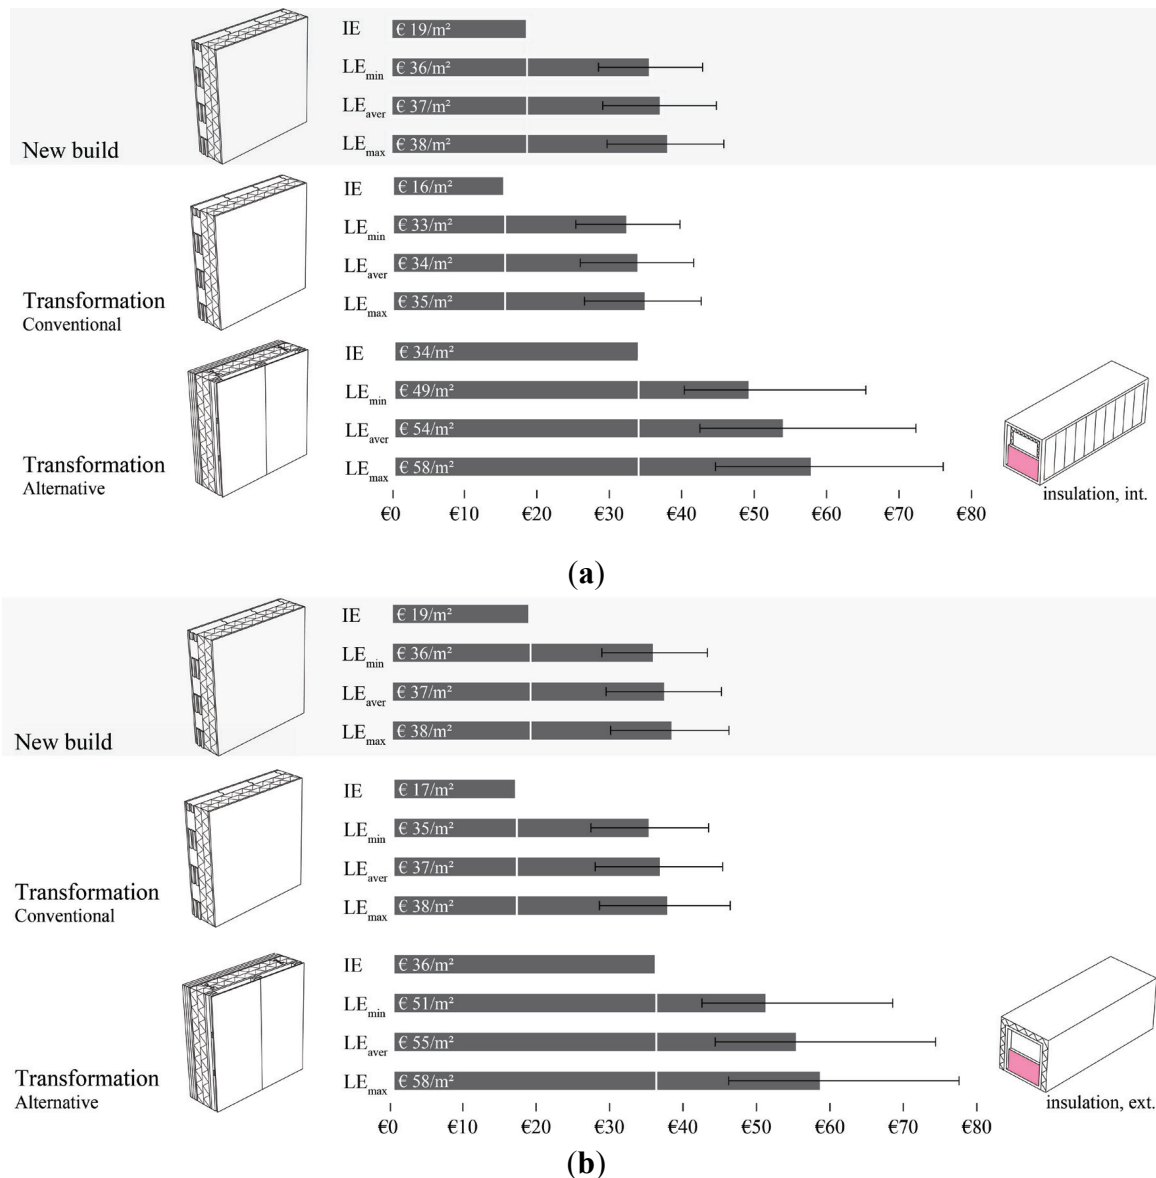 IE € 19/m²
LEmin € 36/m²
LEaver € 37/m²
LEmax € 38/m²
New build
IE € 16/m²
LEmin € 33/m²
LEaver € 34/m²
LEmax € 35/m²
Transformation
Conventional
IE € 34/m²
LEmin € 49/m²
LEaver € 54/m²
LEmax € 58/m²
Transformation
Alternative
insulation, int.
€0 €10 €20 €30 €40 €50 €60 €70 €80
(a)
IE € 19/m²
LEmin € 36/m²
LEaver € 37/m²
LEmax € 38/m²
New build
IE € 17/m²
LEmin € 35/m²
LEaver € 37/m²
LEmax € 38/m²
Transformation
Conventional
IE € 36/m²
LEmin € 51/m²
LEaver € 55/m²
LEmax € 58/m²
Transformation
Alternative
insulation, ext.
€0 €10 €20 €30 €40 €50 €60 €70 €80
(b)